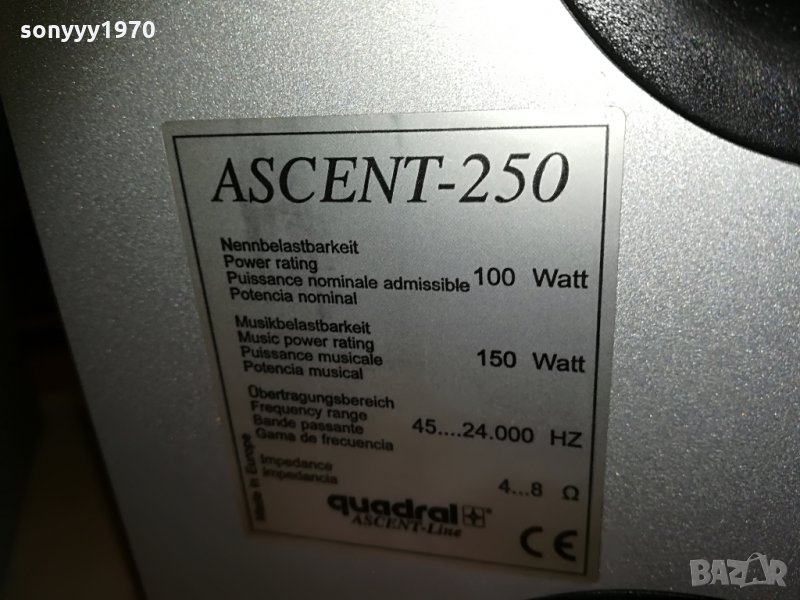 sonyyy1970
ASCENT-250
Nennbelastbarkeit
Power rating
Puissance nominale admissible 100 Watt
Potencia nominal
Musikbelastbarkeit
Music power rating
Puissance musicale 150 Watt
Potencia musical
Übertragungsbereich
Frequency range
Bande passante 45....24.000 HZ
Gama de frecuencia
Impedance
Impedancia 4...8 Ω
Made in Europe
quadral
ASCENT-Line
CE
BAZAR